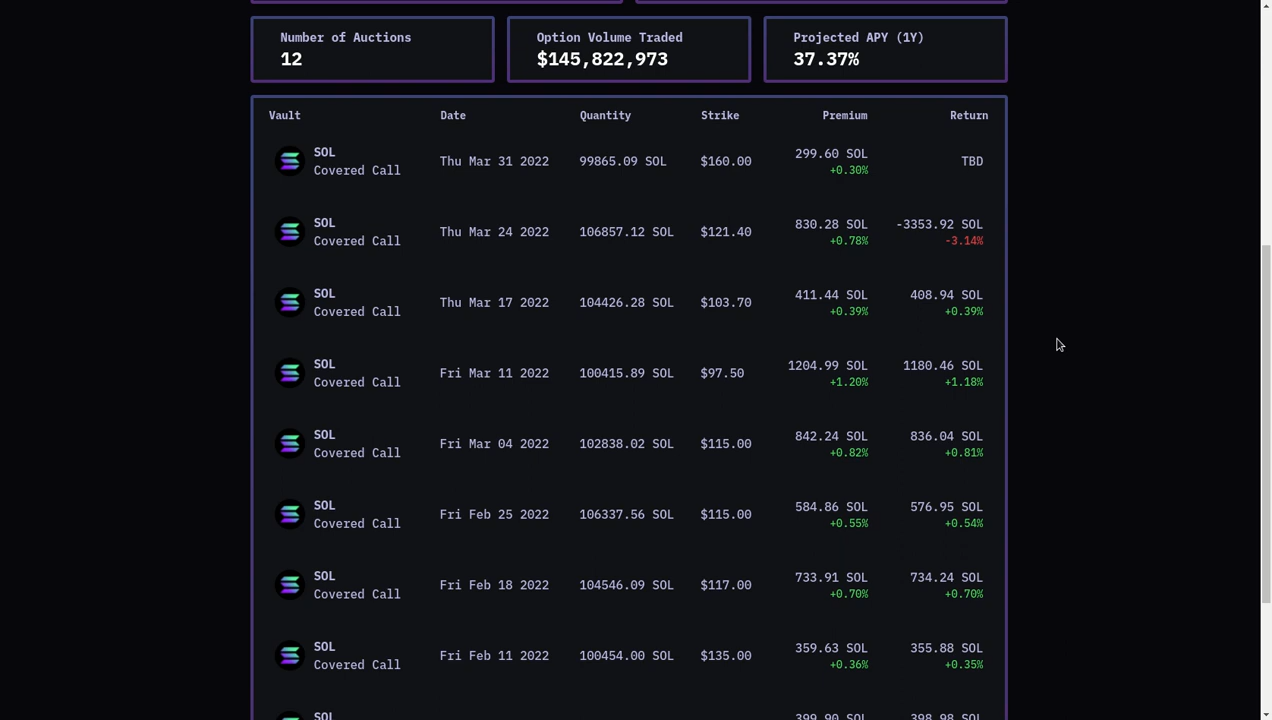 Number of Auctions
12
Option Volume Traded
$145,822,973
Projected APY (1Y)
37.37%
Vault Date Quantity Strike Premium Return
SOL
Covered Call
Thu Mar 31 2022 99865.09 SOL $160.00
299.60 SOL
+0.30%
TBD
SOL
Covered Call
Thu Mar 24 2022 106857.12 SOL $121.40
830.28 SOL
+0.78%
-3353.92 SOL
-3.14%
SOL
Covered Call
Thu Mar 17 2022 104426.28 SOL $103.70
411.44 SOL
+0.39%
408.94 SOL
+0.39%
SOL
Covered Call
Fri Mar 11 2022 100415.89 SOL $97.50
1204.99 SOL
+1.20%
1180.46 SOL
+1.18%
SOL
Covered Call
Fri Mar 04 2022 102838.02 SOL $115.00
842.24 SOL
+0.82%
836.04 SOL
+0.81%
SOL
Covered Call
Fri Feb 25 2022 106337.56 SOL $115.00
584.86 SOL
+0.55%
576.95 SOL
+0.54%
SOL
Covered Call
Fri Feb 18 2022 104546.09 SOL $117.00
733.91 SOL
+0.70%
734.24 SOL
+0.70%
SOL
Covered Call
Fri Feb 11 2022 100454.00 SOL $135.00
359.63 SOL
+0.36%
355.88 SOL
+0.35%
SOL
399.90 SOL
398.98 SOL